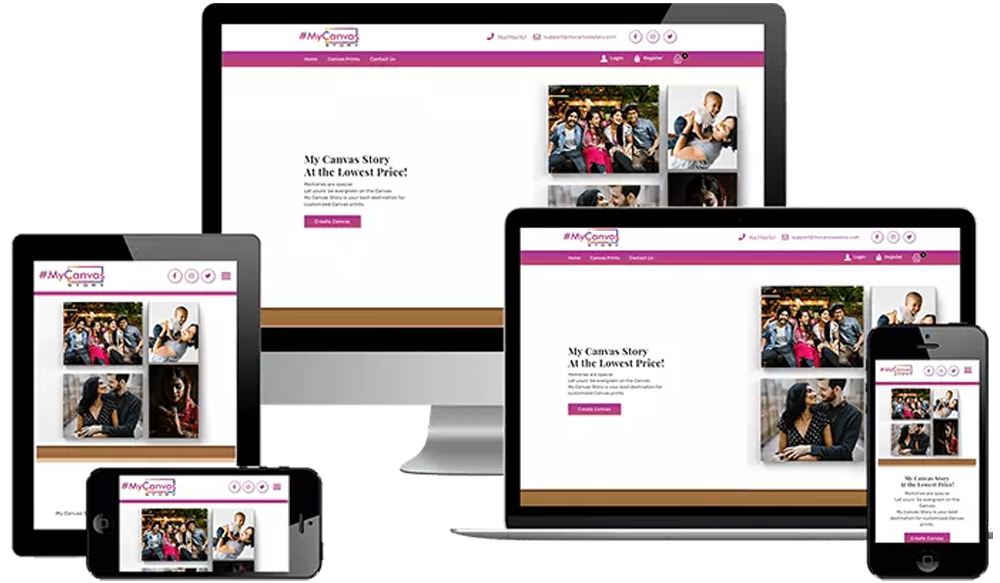 #MyCanvas
STORY
support@mycanvasstory.com
Home Canvas Prints Contact Us
Login Register
My Canvas Story
At the Lowest Price!
Memories are special
Let yours' be evergreen on the Canvas.
My Canvas Story is your best destination for
customized Canvas prints.
Create Canvas
#MyCanvas
STORY
support@mycanvasstory.com
Home Canvas Prints Contact Us
Login Register
My Canvas Story
At the Lowest Price!
Memories are special
Let yours' be evergreen on the Canvas.
My Canvas Story is your best destination for
customized Canvas prints.
Create Canvas
#MyCanvas
STORY
My Canvas S
#MyCanvas
STORY
#MyCanvas
STORY
My Canvas Story
At the Lowest Price!
Memories are special
Let yours' be evergreen on the
Canvas.
My Canvas Story is your best
destination for customized Canvas
prints.
Create Canvas